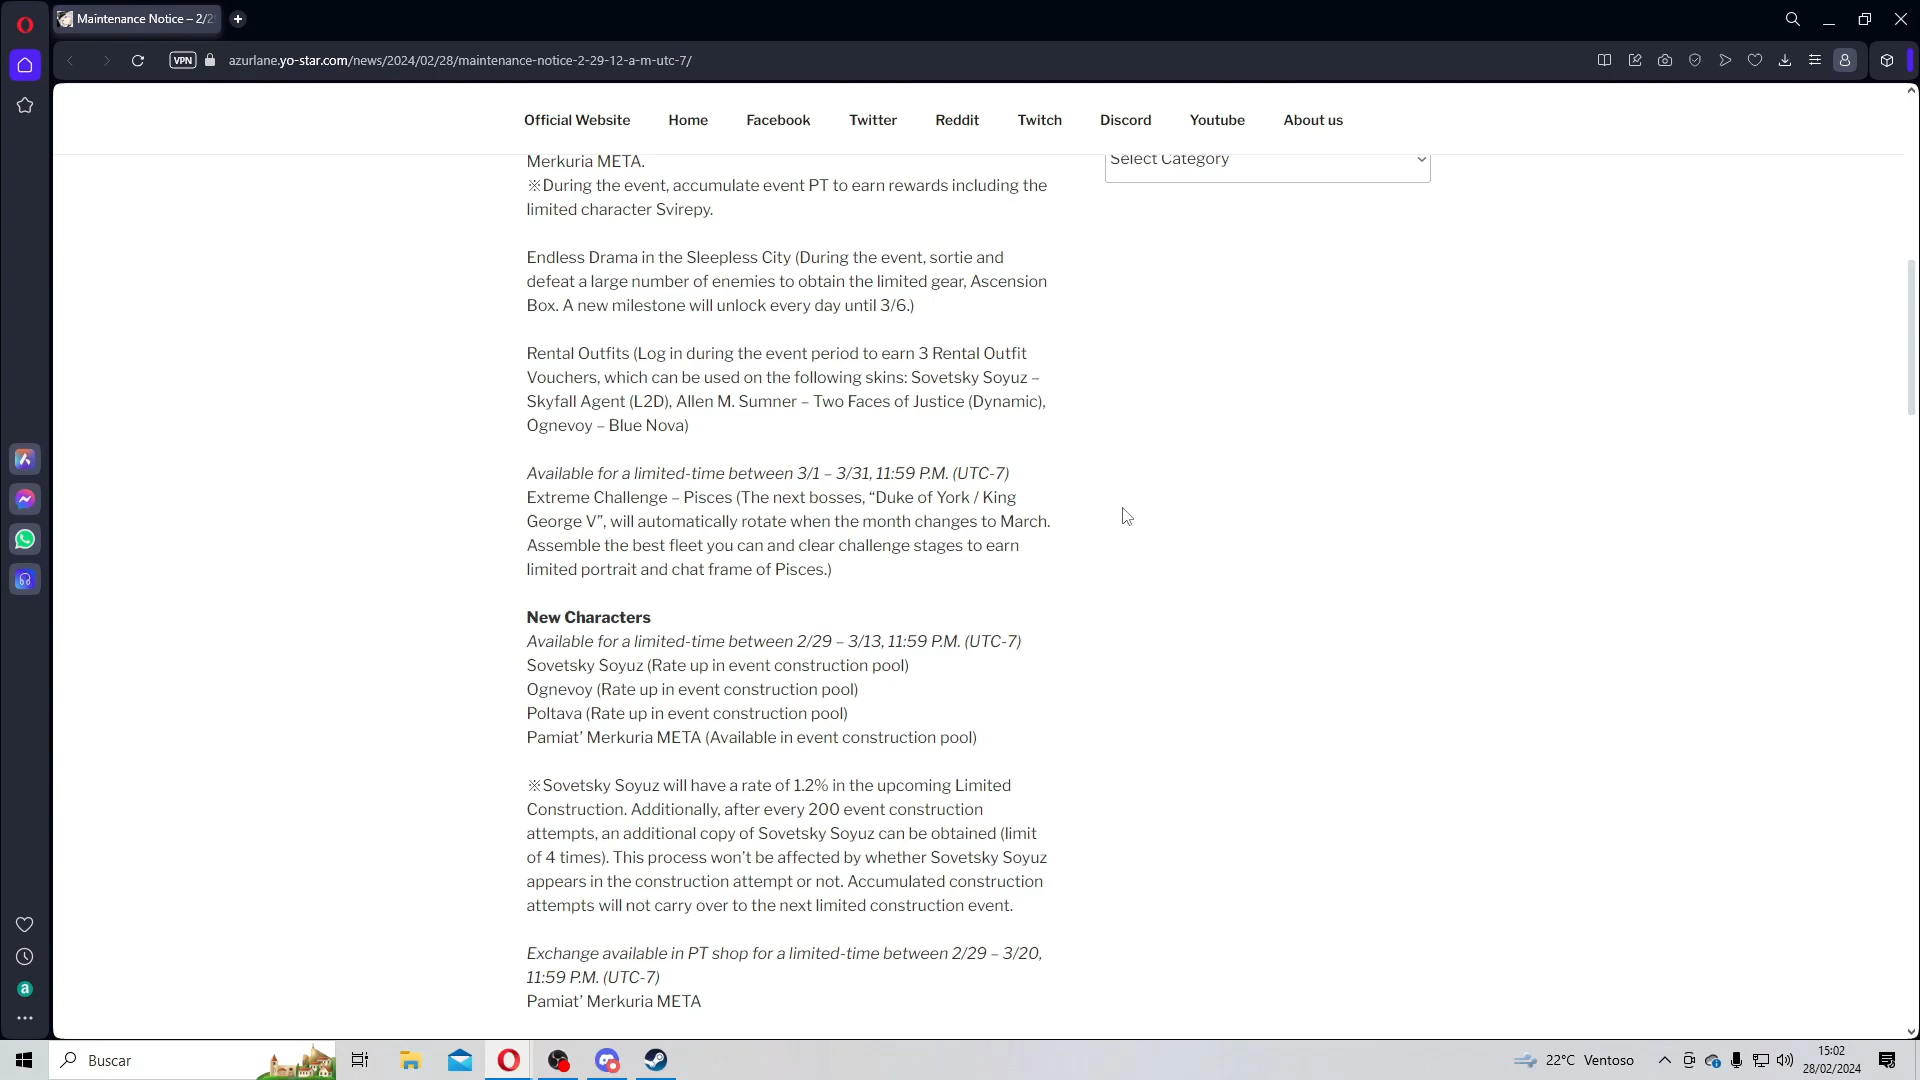 Maintenance Notice – 2/2
VPN
azurlane.yo-star.com/news/2024/02/28/maintenance-notice-2-29-12-a-m-utc-7/
Official Website Home Facebook Twitter Reddit Twitch Discord Youtube About us
Select Category
Merkuria META.
※During the event, accumulate event PT to earn rewards including the
limited character Svirepy.
Endless Drama in the Sleepless City (During the event, sortie and
defeat a large number of enemies to obtain the limited gear, Ascension
Box. A new milestone will unlock every day until 3/6.)
Rental Outfits (Log in during the event period to earn 3 Rental Outfit
Vouchers, which can be used on the following skins: Sovetsky Soyuz –
Skyfall Agent (L2D), Allen M. Sumner – Two Faces of Justice (Dynamic),
Ognevoy – Blue Nova)
Available for a limited-time between 3/1 – 3/31, 11:59 P.M. (UTC-7)
Extreme Challenge – Pisces (The next bosses, “Duke of York / King
George V”, will automatically rotate when the month changes to March.
Assemble the best fleet you can and clear challenge stages to earn
limited portrait and chat frame of Pisces.)
New Characters
Available for a limited-time between 2/29 – 3/13, 11:59 P.M. (UTC-7)
Sovetsky Soyuz (Rate up in event construction pool)
Ognevoy (Rate up in event construction pool)
Poltava (Rate up in event construction pool)
Pamiat’ Merkuria META (Available in event construction pool)
※Sovetsky Soyuz will have a rate of 1.2% in the upcoming Limited
Construction. Additionally, after every 200 event construction
attempts, an additional copy of Sovetsky Soyuz can be obtained (limit
of 4 times). This process won’t be affected by whether Sovetsky Soyuz
appears in the construction attempt or not. Accumulated construction
attempts will not carry over to the next limited construction event.
Exchange available in PT shop for a limited-time between 2/29 – 3/20,
11:59 P.M. (UTC-7)
Pamiat’ Merkuria META
Buscar
22°C Ventoso
15:02
28/02/2024